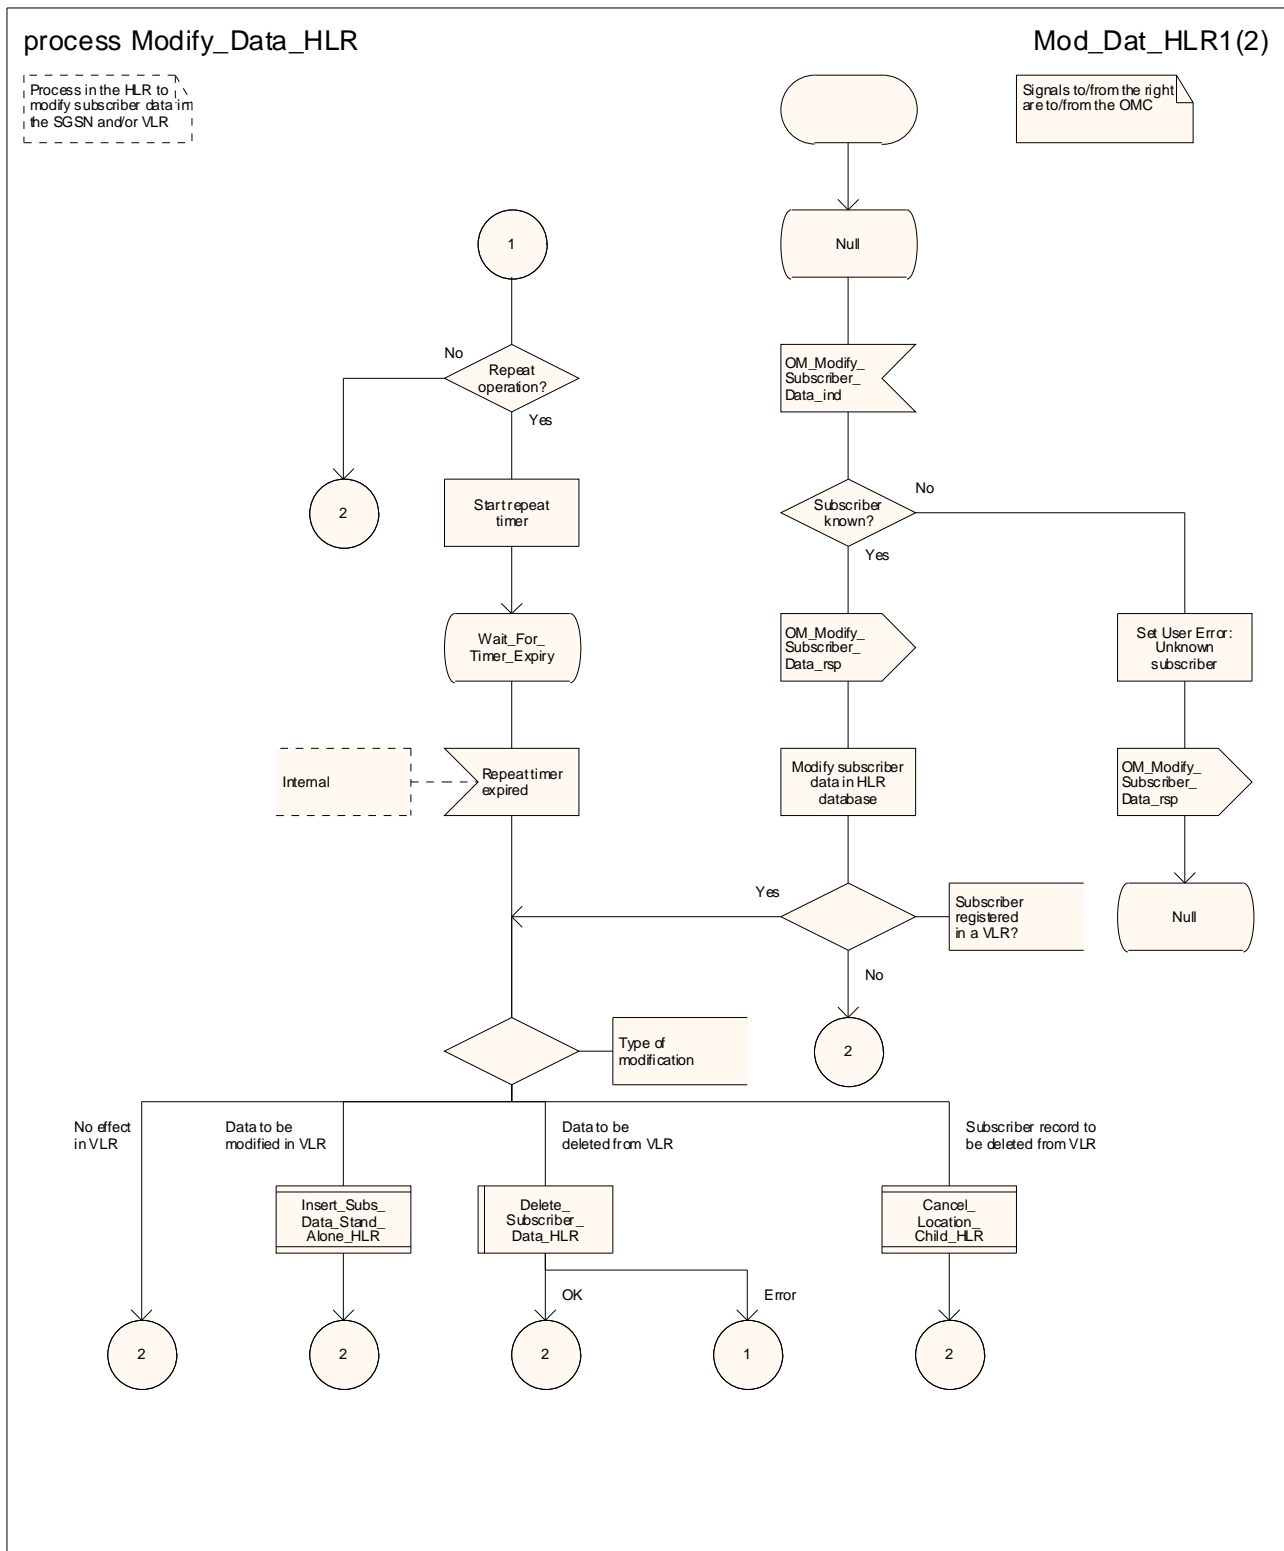 process Modify_Data_HLR
Mod_Dat_HLR1(2)
Process in the HLR to
modify subscriber data in
the SGSN and/or VLR
Signals to/from the right
are to/from the OMC
Null
1
OM_Modify_
Subscriber_
Data_ind
No
Repeat
operation?
Yes
2
Start repeat
timer
Subscriber
known?
No
Yes
Wait_For_
Timer_Expiry
OM_Modify_
Subscriber_
Data_rsp
Set User Error:
Unknown
subscriber
Internal
Repeat timer
expired
Modify subscriber
data in HLR
database
OM_Modify_
Subscriber_
Data_rsp
Yes
Subscriber
registered
in a VLR?
Null
No
2
Type of
modification
No effect
in VLR
Data to be
modified in VLR
Data to be
deleted from VLR
Subscriber record to
be deleted from VLR
Insert_Subs_
Data_Stand_
Alone_HLR
Delete_
Subscriber_
Data_HLR
Cancel_
Location_
Child_HLR
OK
Error
2
2
2
1
2